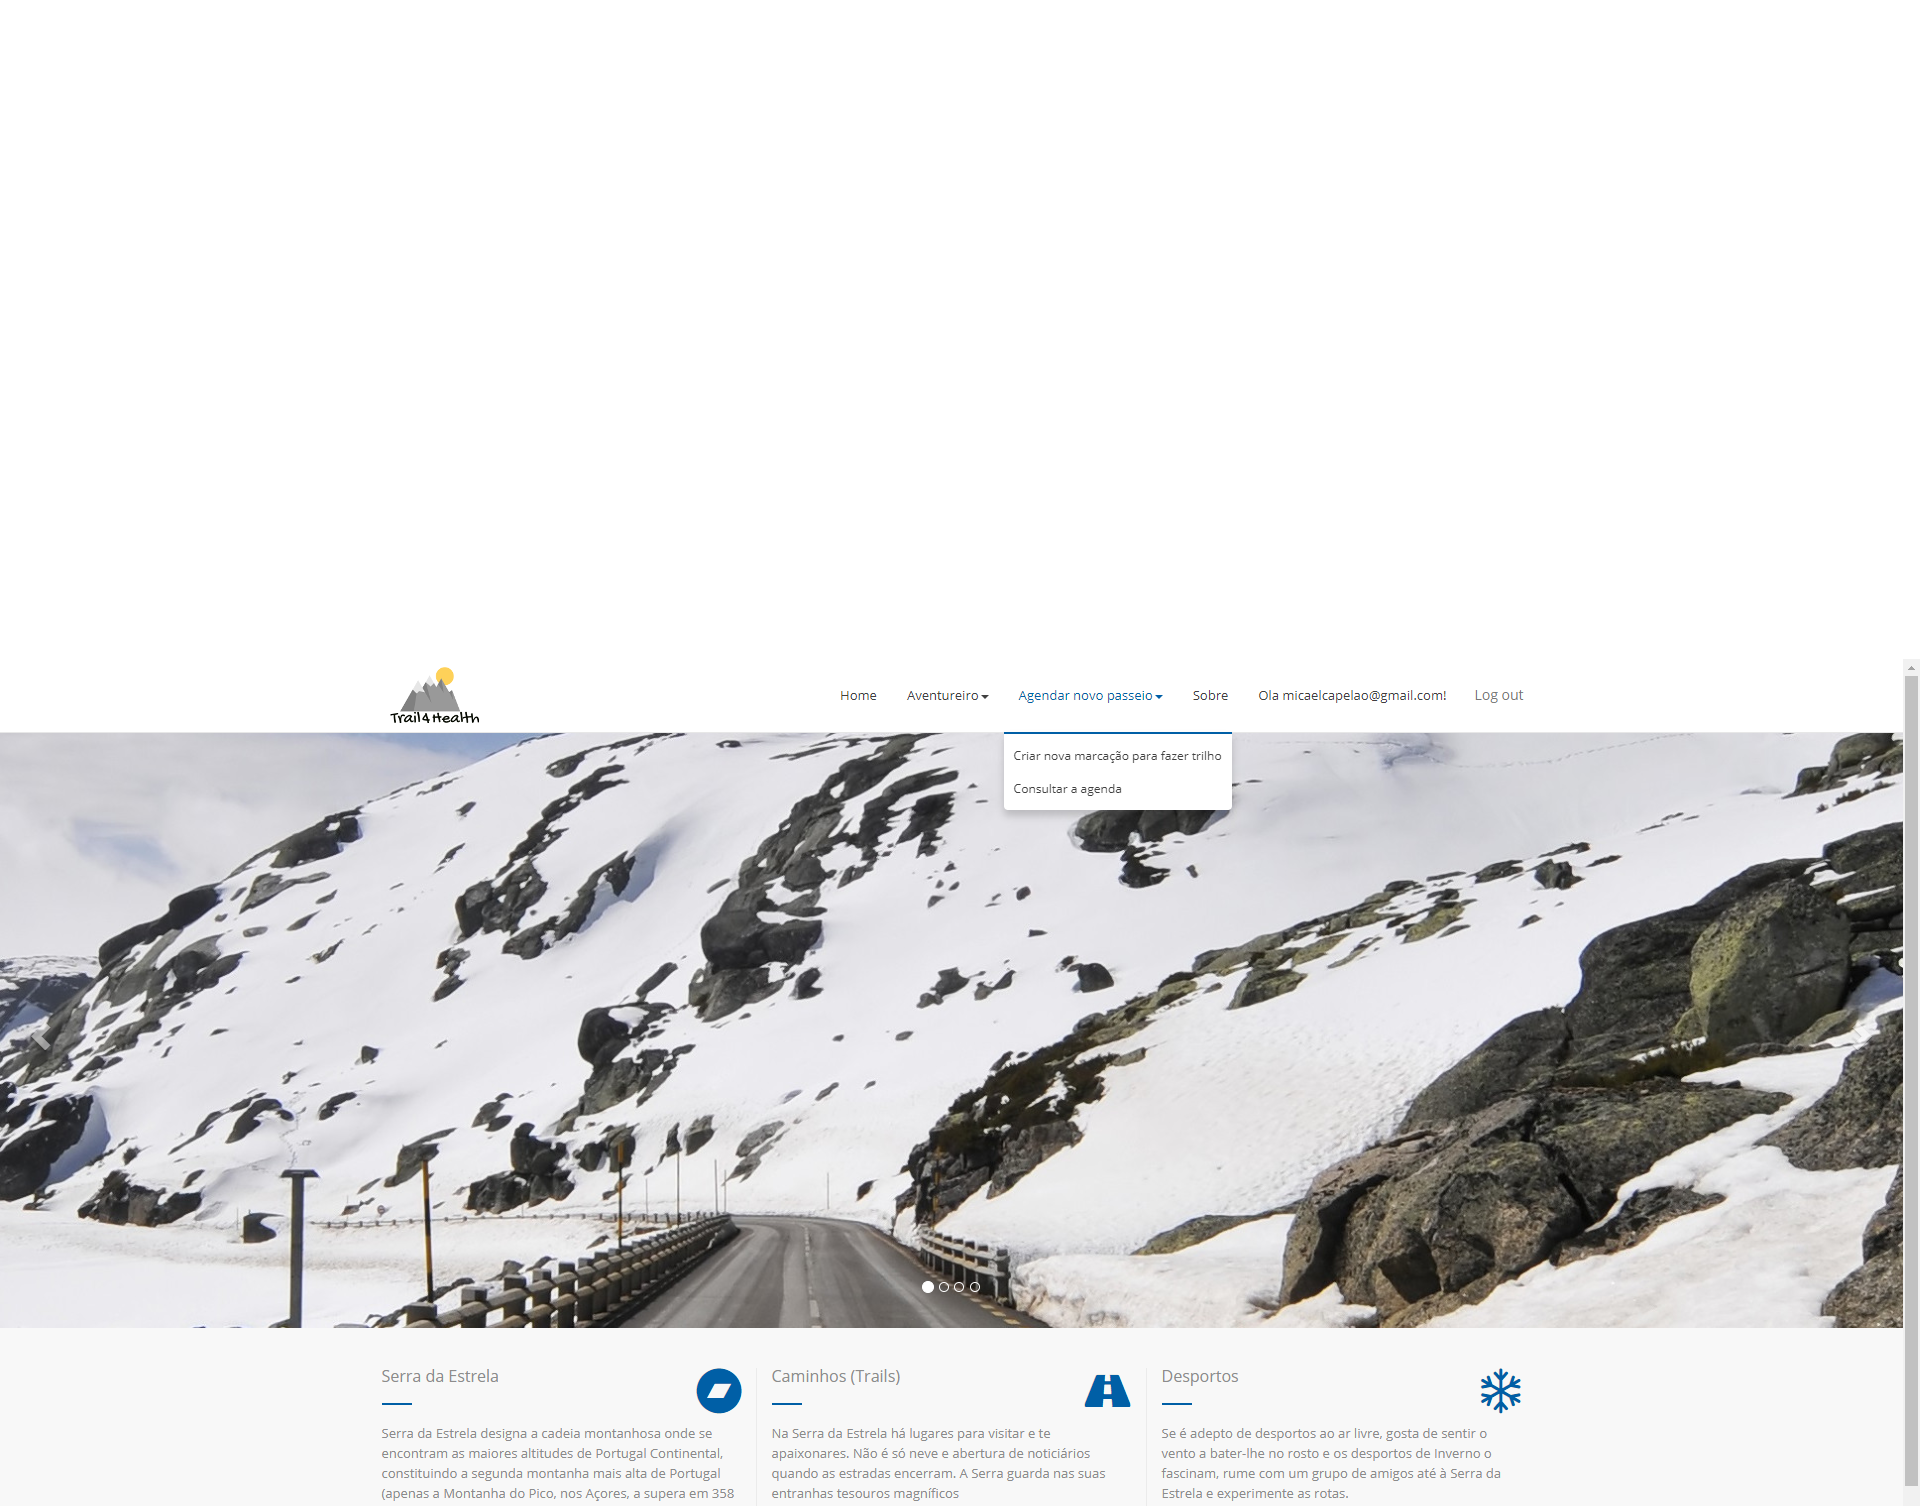 Trail4Health
Home Aventureiro Agendar novo passeio Sobre Ola micaelcapelao@gmail.com! Log out
Criar nova marcação para fazer trilho
Consultar a agenda
Serra da Estrela
Serra da Estrela designa a cadeia montanhosa onde se
encontram as maiores altitudes de Portugal Continental,
constituindo a segunda montanha mais alta de Portugal
(apenas a Montanha do Pico, nos Açores, a supera em 358
Caminhos (Trails)
Na Serra da Estrela há lugares para visitar e te
apaixonares. Não é só neve e abertura de noticiários
quando as estradas encerram. A Serra guarda nas suas
entranhas tesouros magníficos
Desportos
Se é adepto de desportos ao ar livre, gosta de sentir o
vento a bater-lhe no rosto e os desportos de Inverno o
fascinam, rume com um grupo de amigos até à Serra da
Estrela e experimente as rotas.